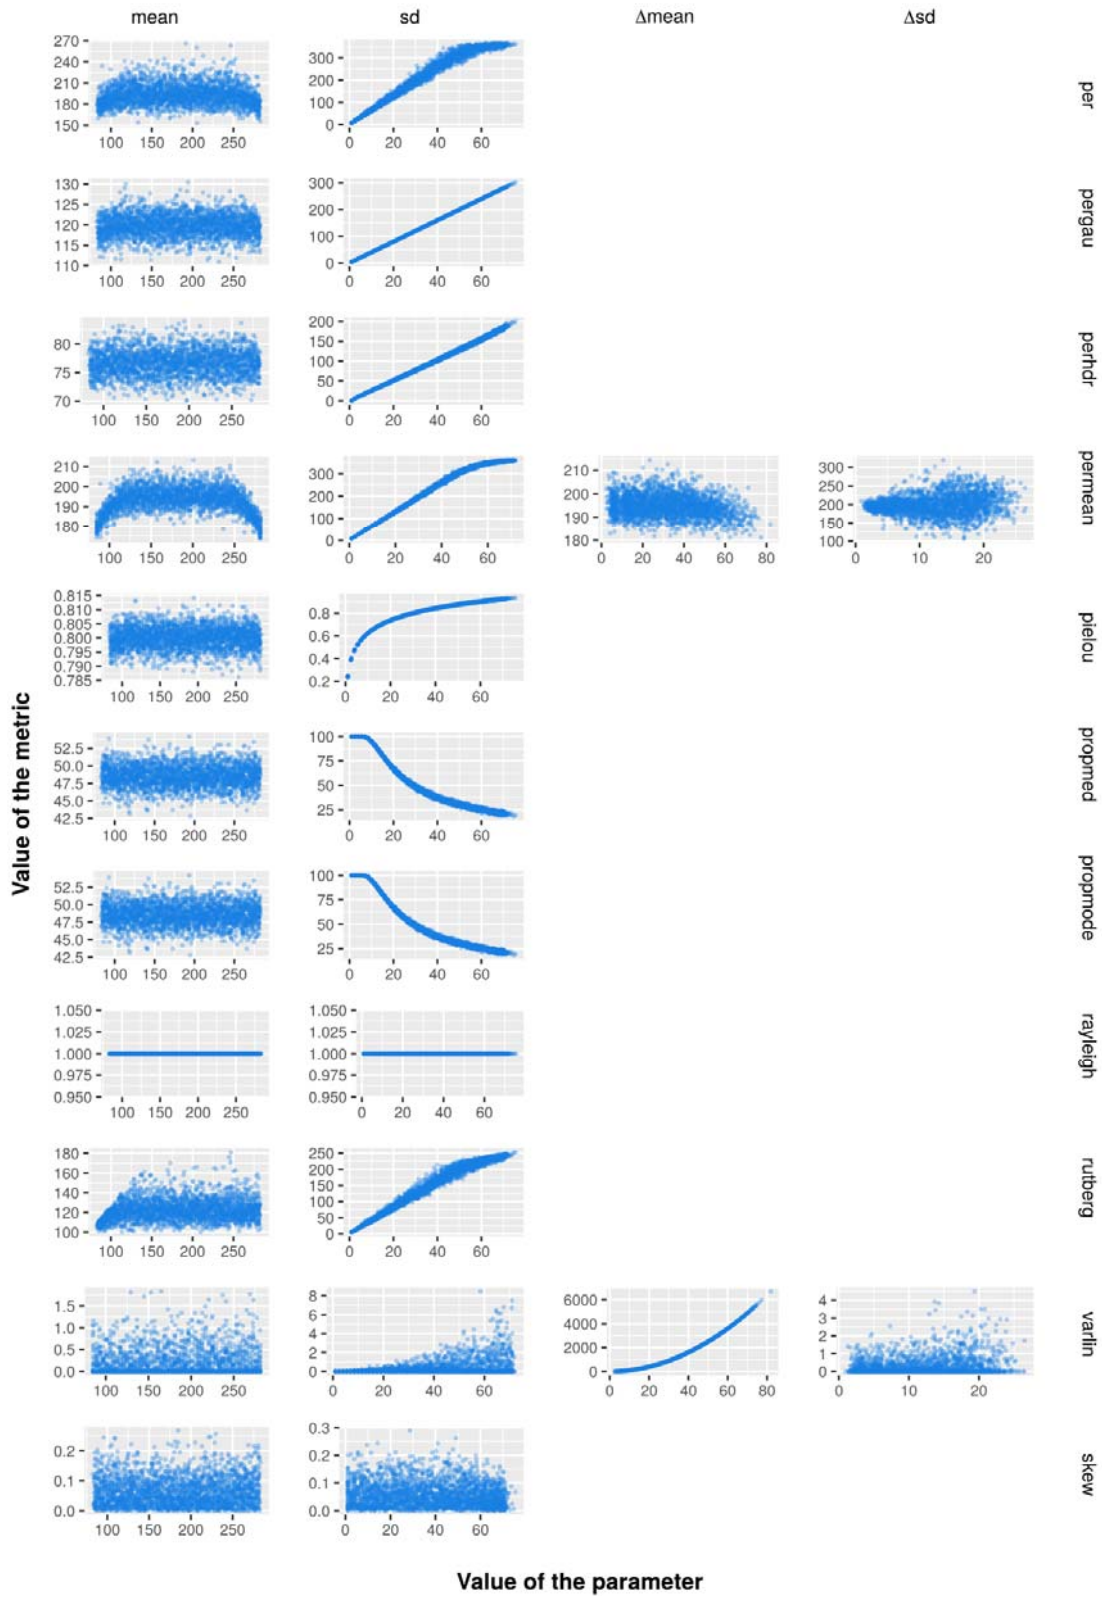 mean sd Δmean Δsd
270
240
210
180
150
100 150 200 250
300
200
100
0
0 20 40 60
per
130
125
120
115
110
100 150 200 250
300
200
100
0
0 20 40 60
pergau
80
75
70
100 150 200 250
200
150
100
50
0
0 20 40 60
perhdr
210
200
190
180
100 150 200 250
300
200
100
0
0 20 40 60
210
200
190
180
0 20 40 60 80
300
250
200
150
100
0 10 20
permean
0.815
0.810
0.805
0.800
0.795
0.790
0.785
100 150 200 250
0.8
0.6
0.4
0.2
0 20 40 60
pielou
52.5
50.0
47.5
45.0
42.5
100 150 200 250
100
75
50
25
0 20 40 60
propmed
52.5
50.0
47.5
45.0
42.5
100 150 200 250
100
75
50
25
0 20 40 60
propmode
1.050
1.025
1.000
0.975
0.950
100 150 200 250
1.050
1.025
1.000
0.975
0.950
0 20 40 60
rayleigh
180
160
140
120
100
100 150 200 250
250
200
150
100
50
0
0 20 40 60
rutberg
1.5
1.0
0.5
0.0
100 150 200 250
8
6
4
2
0
0 20 40 60
6000
4000
2000
0
0 20 40 60 80
4
3
2
1
0
0 10 20
varlin
0.2
0.1
0.0
100 150 200 250
0.3
0.2
0.1
0.0
0 20 40 60
skew
Value of the metric
Value of the parameter